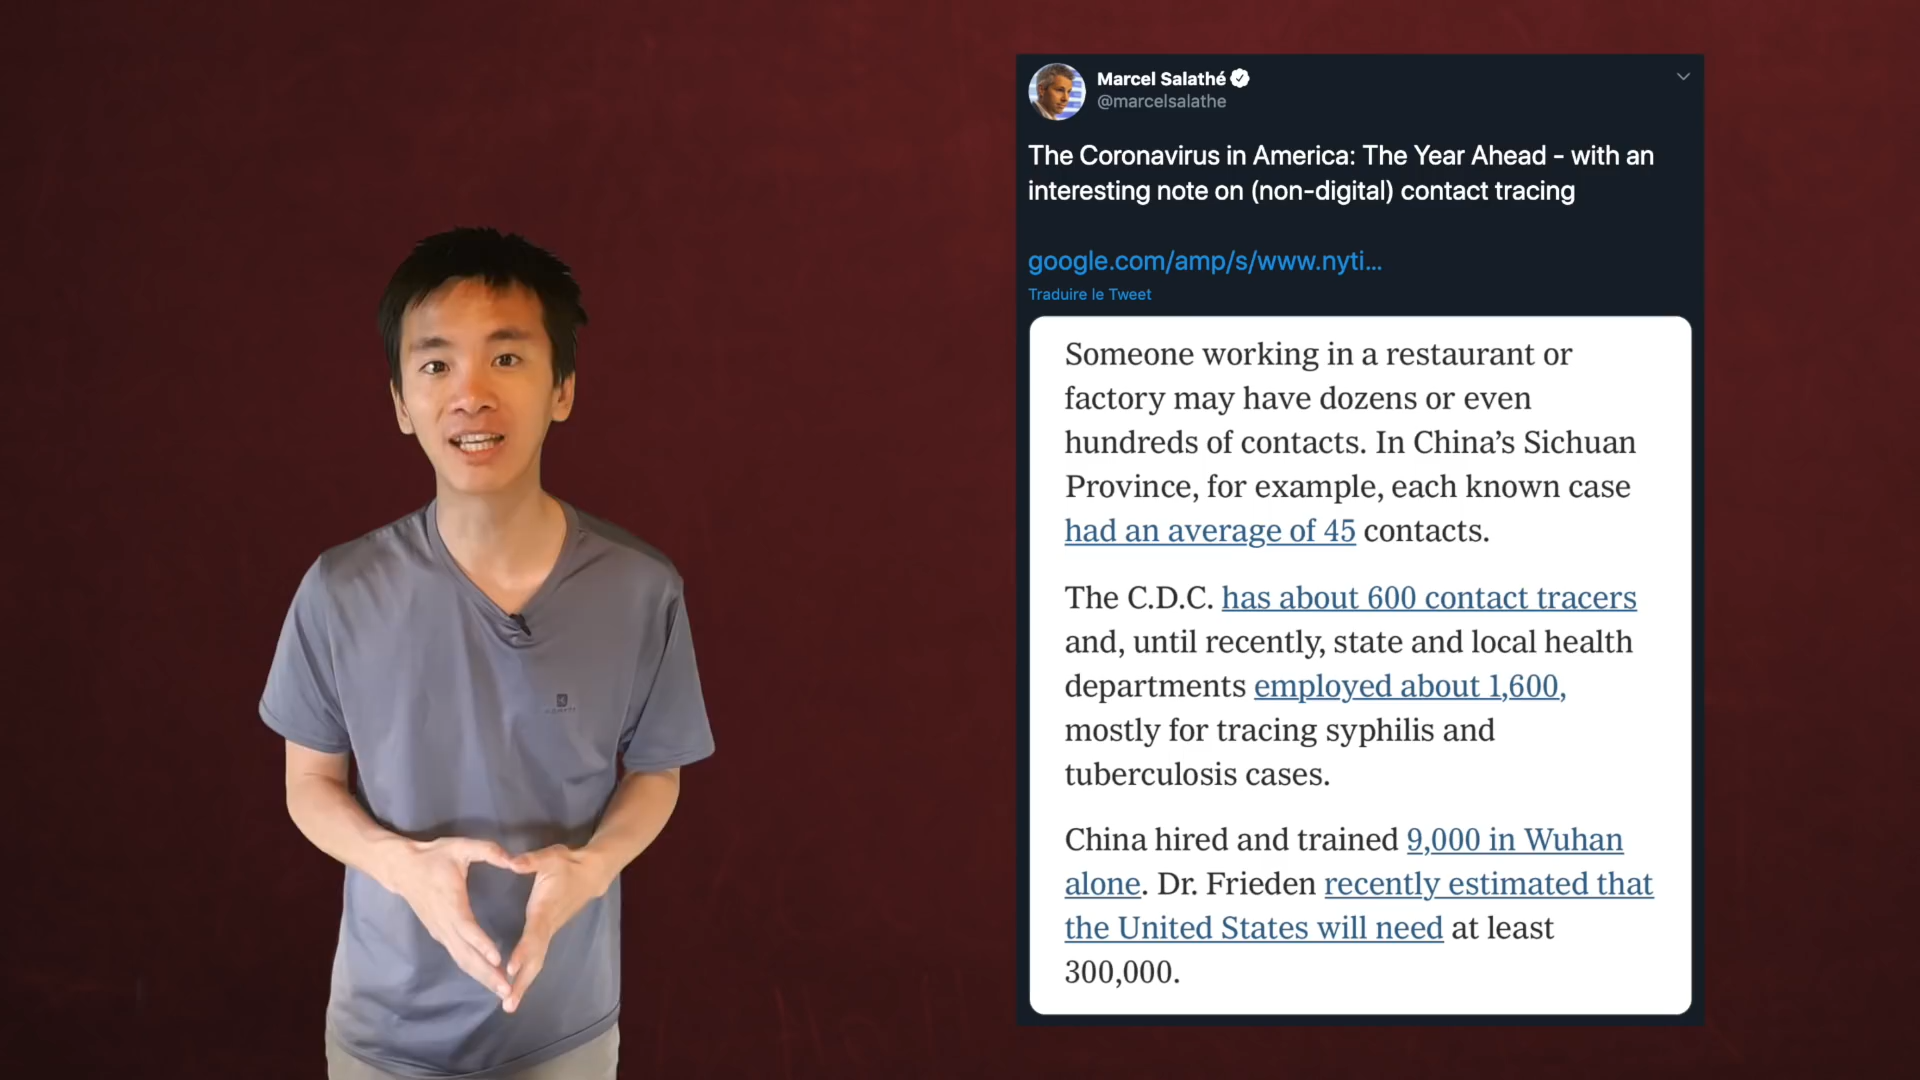 Marcel Salathé
@marcelsalathe
The Coronavirus in America: The Year Ahead - with an
interesting note on (non-digital) contact tracing
google.com/amp/s/www.nyti...
Traduire le Tweet
Someone working in a restaurant or
factory may have dozens or even
hundreds of contacts. In China’s Sichuan
Province, for example, each known case
had an average of 45 contacts.
The C.D.C. has about 600 contact tracers
and, until recently, state and local health
departments employed about 1,600,
mostly for tracing syphilis and
tuberculosis cases.
China hired and trained 9,000 in Wuhan
alone. Dr. Frieden recently estimated that
the United States will need at least
300,000.